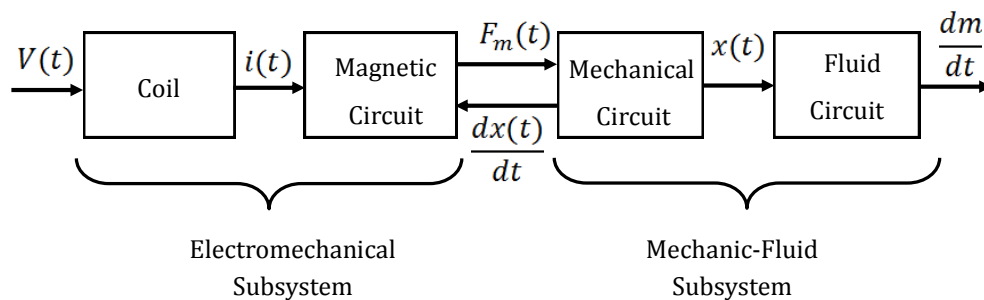 V(t)
Coil
i(t)
Magnetic
Circuit
F_m(t)
dx(t)
dt
Mechanical
Circuit
x(t)
Fluid
Circuit
dm
dt
Electromechanical
Subsystem
Mechanic-Fluid
Subsystem